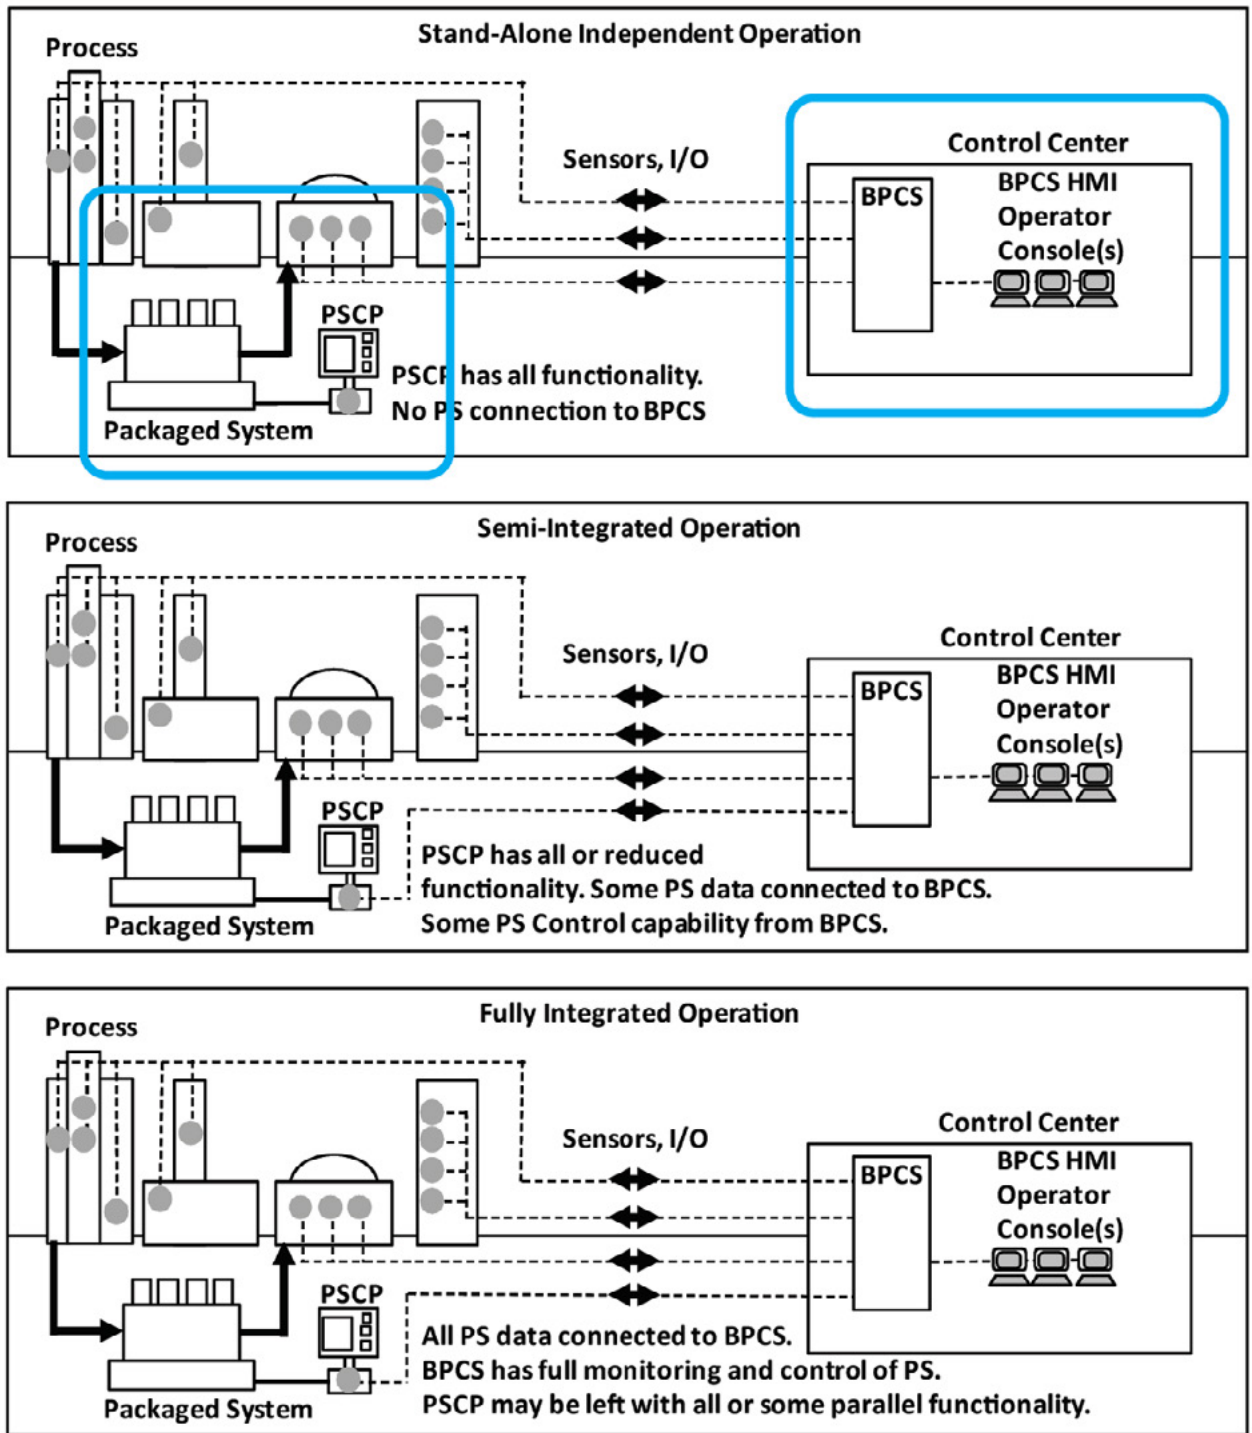 Stand-Alone Independent Operation
Process
Control Center
Sensors, I/O
BPCS
BPCS HMI
Operator
Console(s)
PSCP
PSCP has all functionality.
No PS connection to BPCS
Packaged System
Semi-Integrated Operation
Process
Control Center
Sensors, I/O
BPCS
BPCS HMI
Operator
Console(s)
PSCP
PSCP has all or reduced
functionality. Some PS data connected to BPCS.
Some PS Control capability from BPCS.
Packaged System
Fully Integrated Operation
Process
Control Center
Sensors, I/O
BPCS
BPCS HMI
Operator
Console(s)
PSCP
All PS data connected to BPCS.
BPCS has full monitoring and control of PS.
PSCP may be left with all or some parallel functionality.
Packaged System